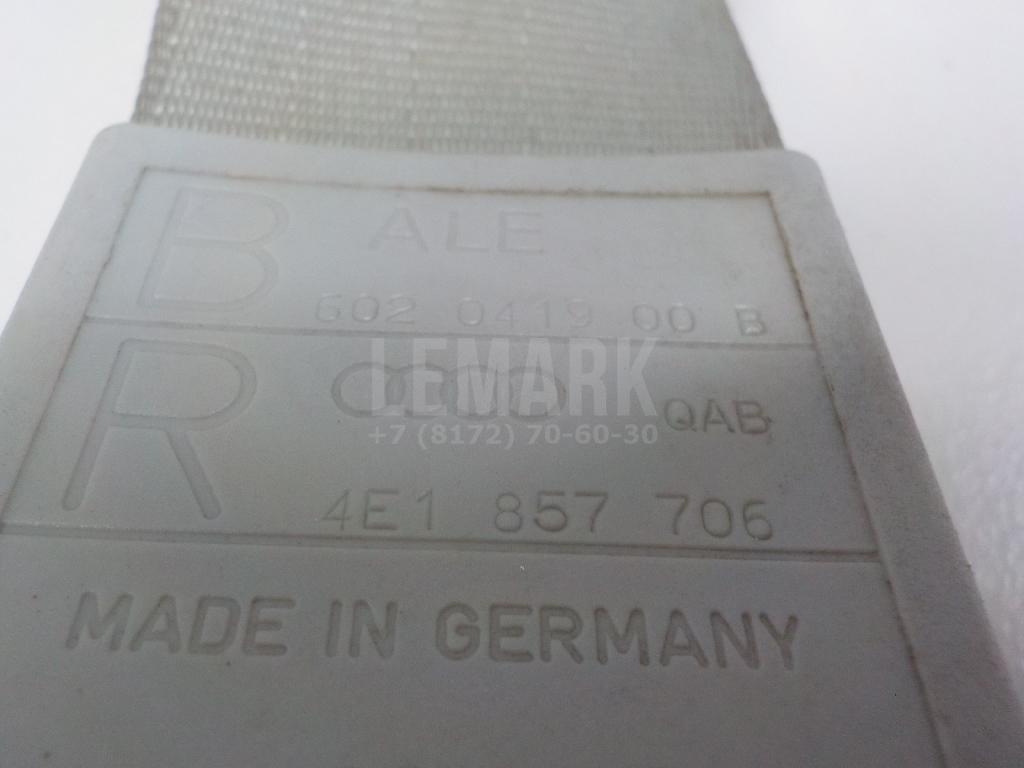 B ALE
602 0419 00 B
R QAB
LEMARK
+7 (8172) 70-60-30
4E1 857 706
MADE IN GERMANY